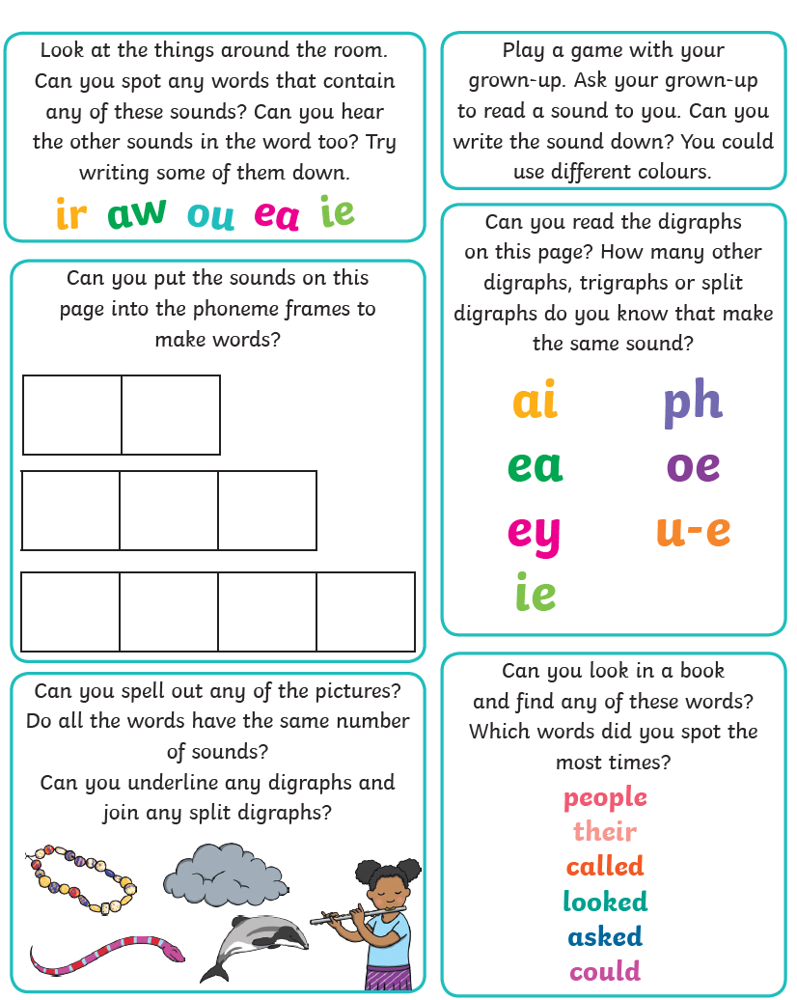 Look at the things around the room.
Can you spot any words that contain
any of these sounds? Can you hear
the other sounds in the word too? Try
writing some of them down.
ir aw ou ea ie
Play a game with your
grown-up. Ask your grown-up
to read a sound to you. Can you
write the sound down? You could
use different colours.
Can you put the sounds on this
page into the phoneme frames to
make words?
Can you read the digraphs
on this page? How many other
digraphs, trigraphs or split
digraphs do you know that make
the same sound?
ai ph
ea oe
ey u-e
ie
Can you spell out any of the pictures?
Do all the words have the same number
of sounds?
Can you underline any digraphs and
join any split digraphs?
Can you look in a book
and find any of these words?
Which words did you spot the
most times?
people
their
called
looked
asked
could